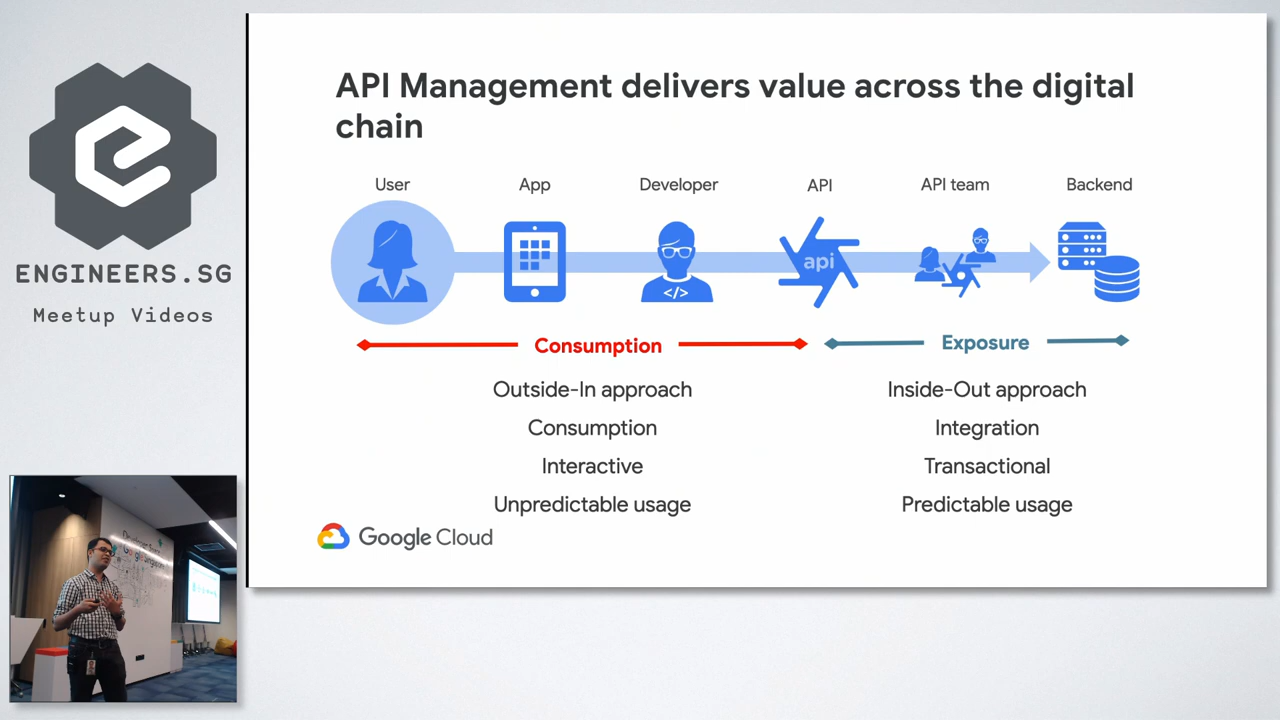 ENGINEERS.SG
Meetup Videos
API Management delivers value across the digital
chain
User
App
Developer
API
API team
Backend
</>
api
Consumption
Exposure
Outside-In approach
Inside-Out approach
Consumption
Integration
Interactive
Transactional
Unpredictable usage
Predictable usage
Google Cloud